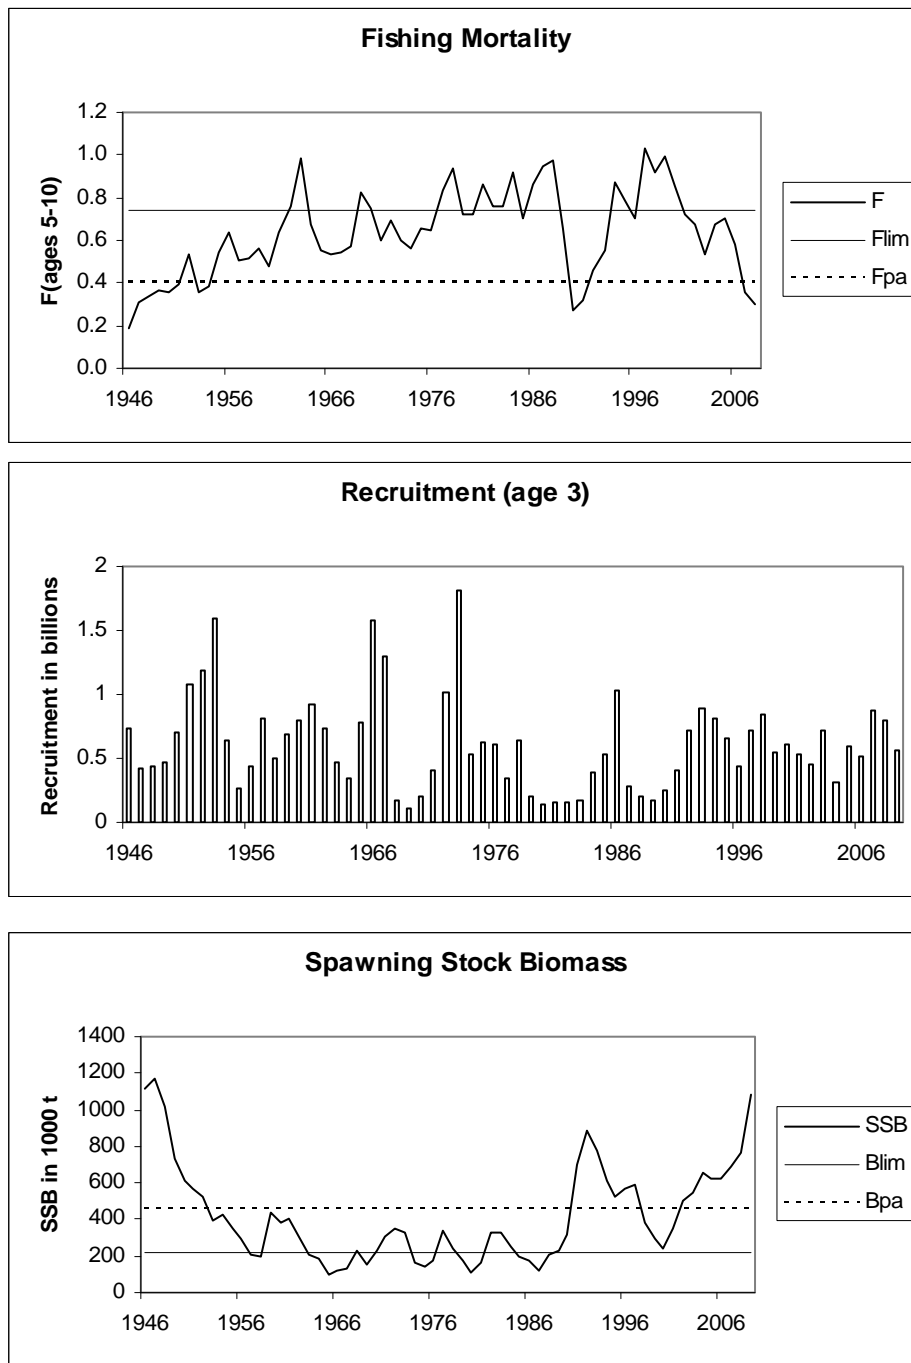 Fishing Mortality
F(ages 5-10)
1.2
1.0
0.8
0.6
0.4
0.2
0.0
1946 1956 1966 1976 1986 1996 2006
F
Flim
Fpa
Recruitment (age 3)
Recruitment in billions
2
1.5
1
0.5
0
1946 1956 1966 1976 1986 1996 2006
Spawning Stock Biomass
SSB in 1000 t
1400
1200
1000
800
600
400
200
0
1946 1956 1966 1976 1986 1996 2006
SSB
Blim
Bpa